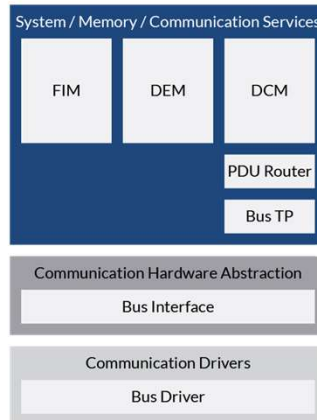 System / Memory / Communication Services
FIM DEM DCM
PDU Router
Bus TP
Communication Hardware Abstraction
Bus Interface
Communication Drivers
Bus Driver